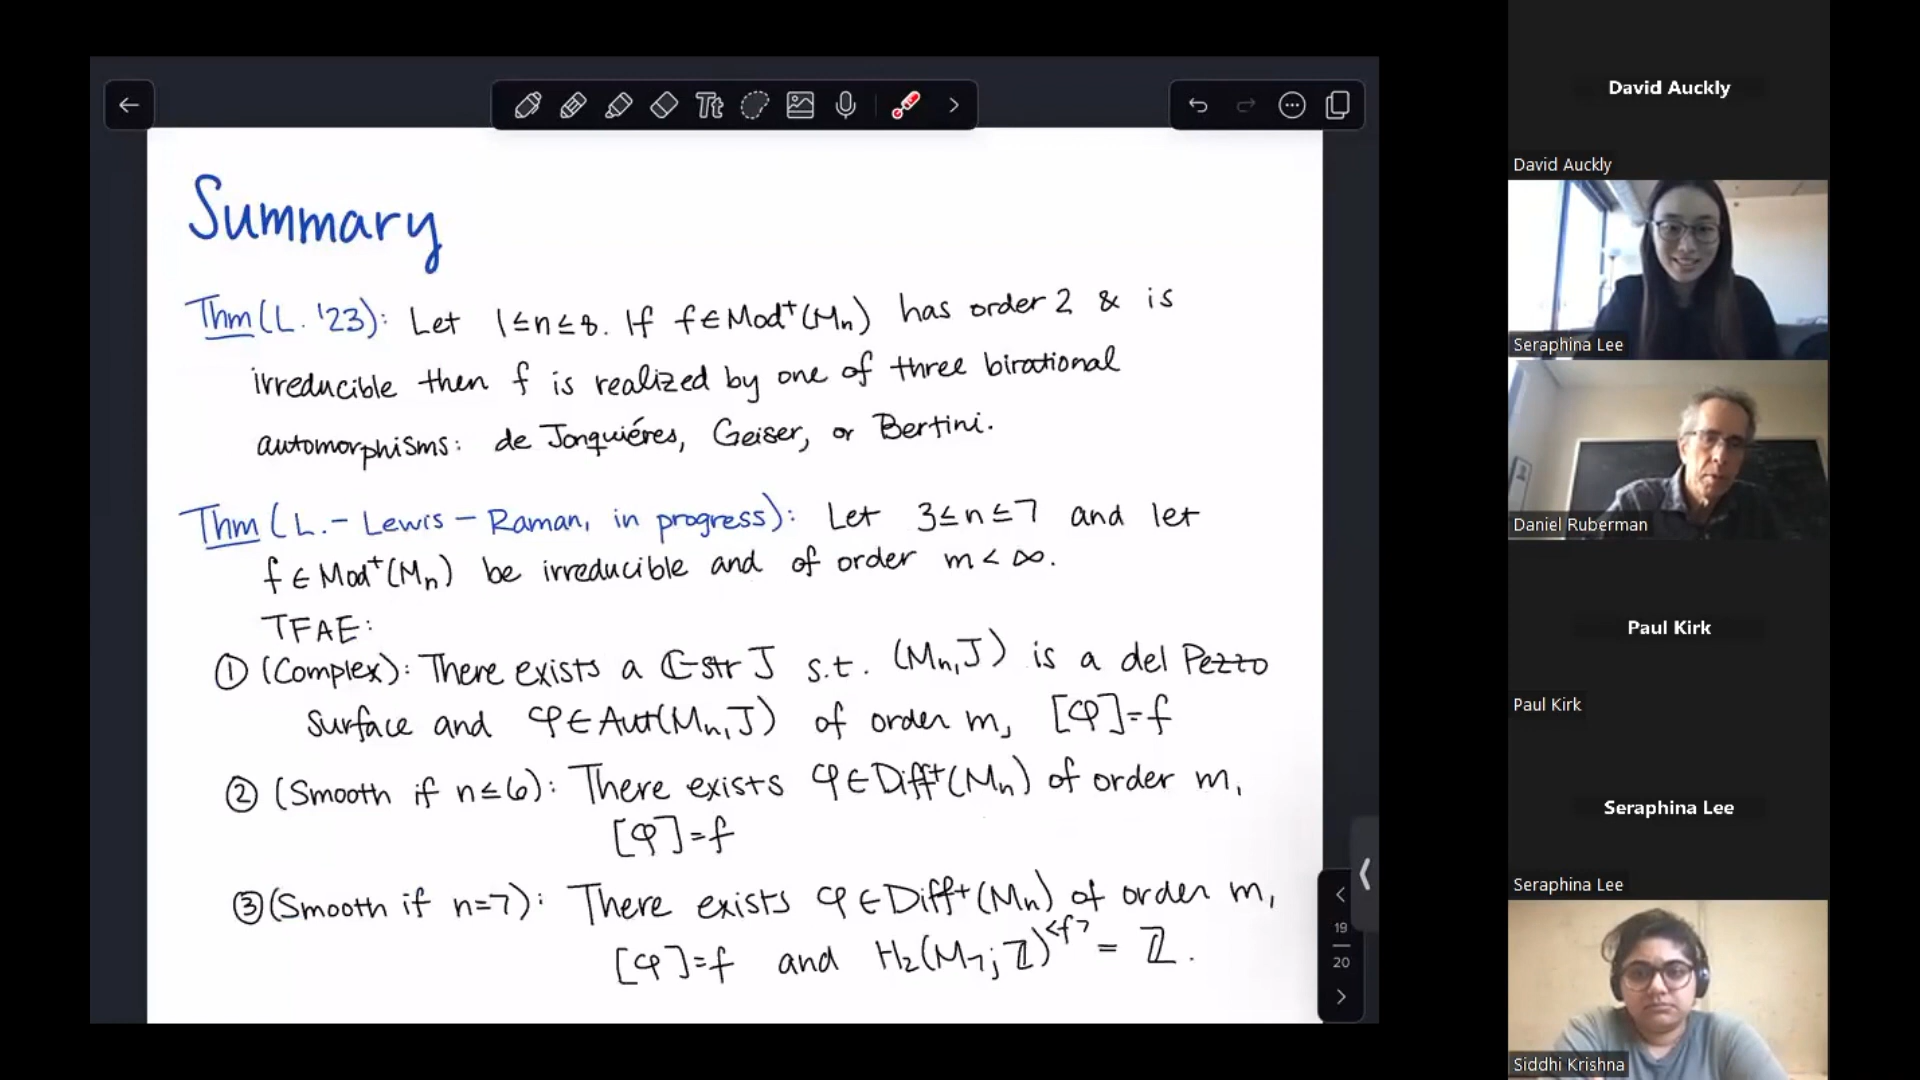 Summary
Thm (L. '23): Let 1≤n≤8. If f∈Mod⁺(Mₙ) has order 2 & is
irreducible then f is realized by one of three birational
automorphisms: de Jonquiéres, Geiser, or Bertini.
Thm (L.- Lewis - Raman, in progress): Let 3≤n≤7 and let
f∈Mod⁺(Mₙ) be irreducible and of order m<∞.
TFAE:
① (Complex): There exists a ℂ-str J s.t. (Mₙ,J) is a del Pezzo
surface and φ∈Aut(Mₙ,J) of order m, [φ]=f
② (Smooth if n≤6): There exists φ∈Diff⁺(Mₙ) of order m,
[φ]=f
③ (Smooth if n=7): There exists φ∈Diff⁺(Mₙ) of order m,
[φ]=f and H₂(M₇;ℤ)^<f> = ℤ.
Tt
19
20
David Auckly
David Auckly
Seraphina Lee
Daniel Ruberman
Paul Kirk
Paul Kirk
Seraphina Lee
Seraphina Lee
Siddhi Krishna